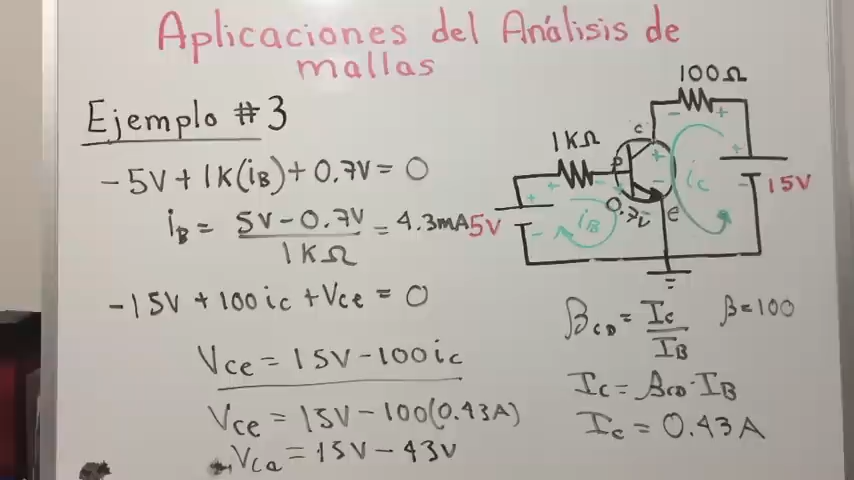 Aplicaciones del Análisis de
mallas
Ejemplo #3
-5V + 1K(iB) + 0.7V = 0
iB = 5V - 0.7V / 1KΩ = 4.3mA
-15V + 100ic + Vce = 0
Vce = 15V - 100ic
Vce = 15V - 100(0.43A)
Vce = 15V - 43V
100Ω
- +
1KΩ
c
+ -
+ -
B
0.7V
e
iB
ic
5V
+ -
15V
+ -
βCD = Ic / IB
β=100
Ic = βCD · IB
Ic = 0.43A